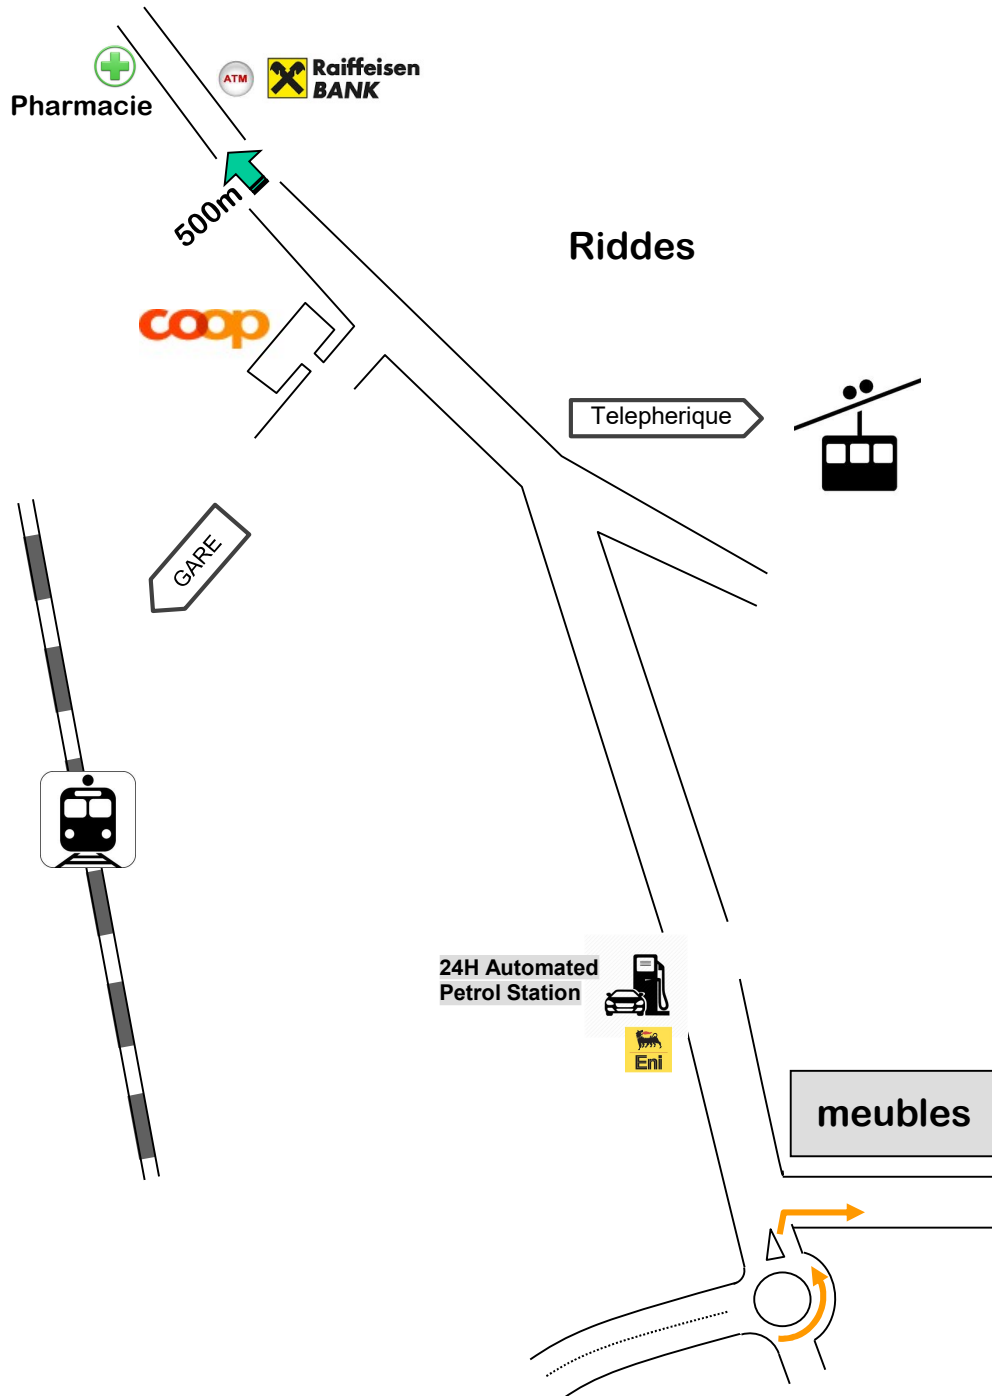 ATM
Raiffeisen
BANK
Pharmacie
500m
Riddes
coop
Telepherique
GARE
24H Automated
Petrol Station
Eni
meubles